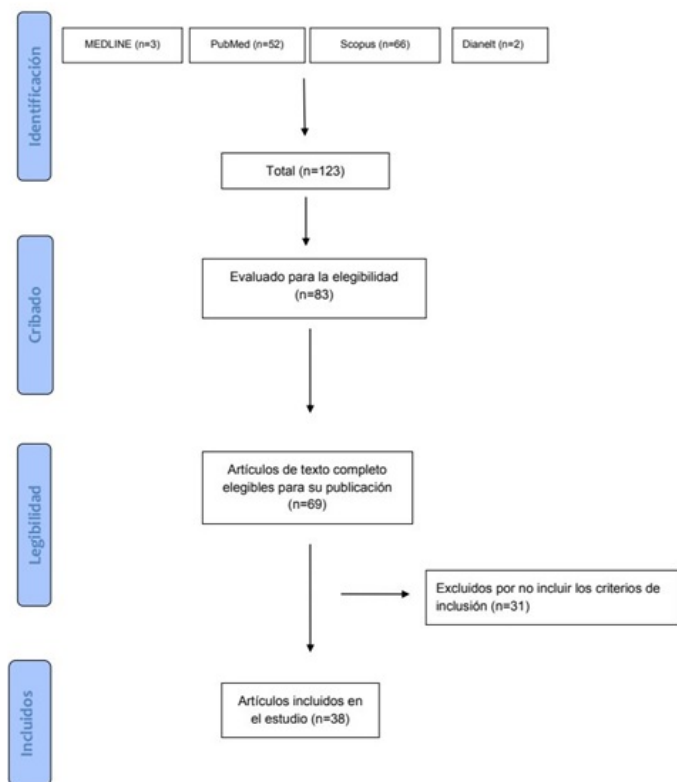 Identificación
MEDLINE (n=3)
PubMed (n=52)
Scopus (n=66)
Dianelt (n=2)
Total (n=123)
Cribado
Evaluado para la elegibilidad
(n=83)
Legibilidad
Artículos de texto completo
elegibles para su publicación
(n=69)
Excluidos por no incluir los criterios de
inclusión (n=31)
Incluidos
Artículos incluidos en
el estudio (n=38)